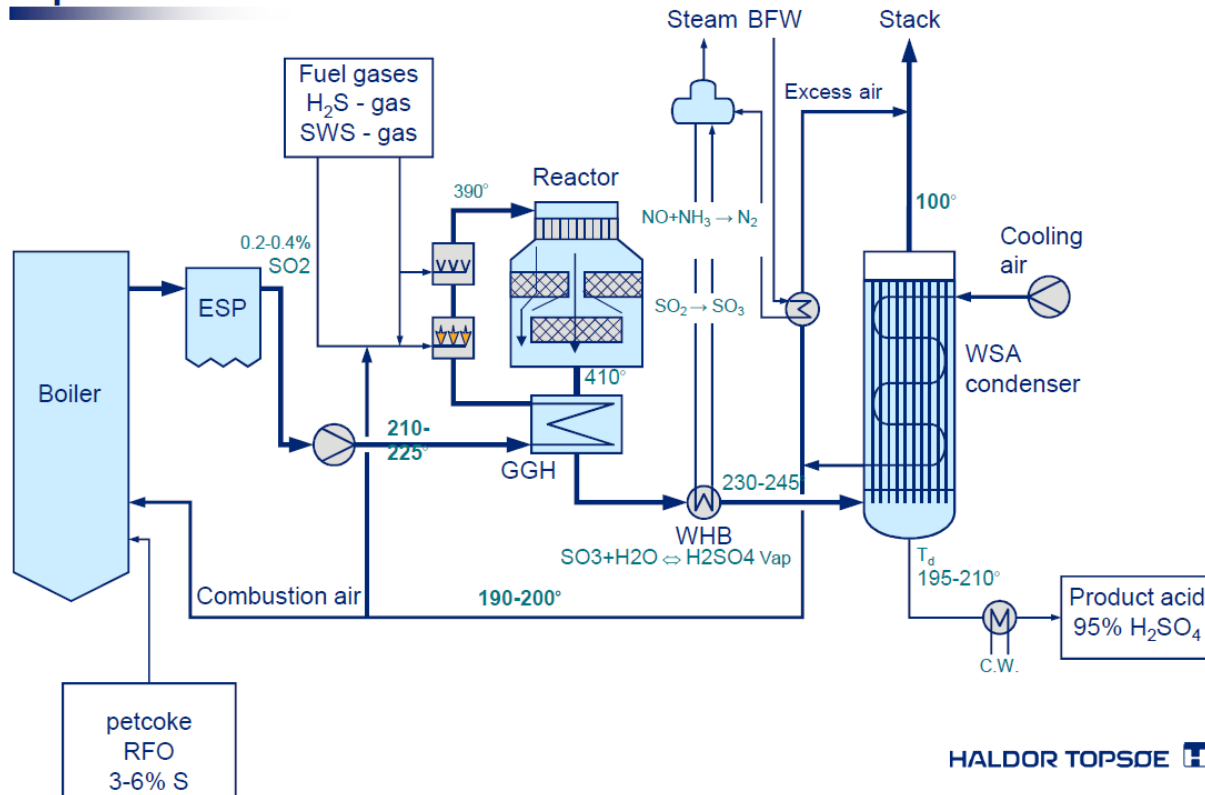 Steam BFW
Stack
Fuel gases
H₂S - gas
SWS - gas
Excess air
Reactor
390°
NO+NH₃ → N₂
100°
Cooling
air
0.2-0.4%
SO2
ESP
SO₂ → SO₃
WSA
condenser
Boiler
410°
210-
225°
GGH
230-245°
WHB
SO3+H2O ⇔ H2SO4 Vap
T_d
195-210°
Combustion air
190-200°
Product acid
95% H₂SO₄
C.W.
petcoke
RFO
3-6% S
HALDOR TOPSØE